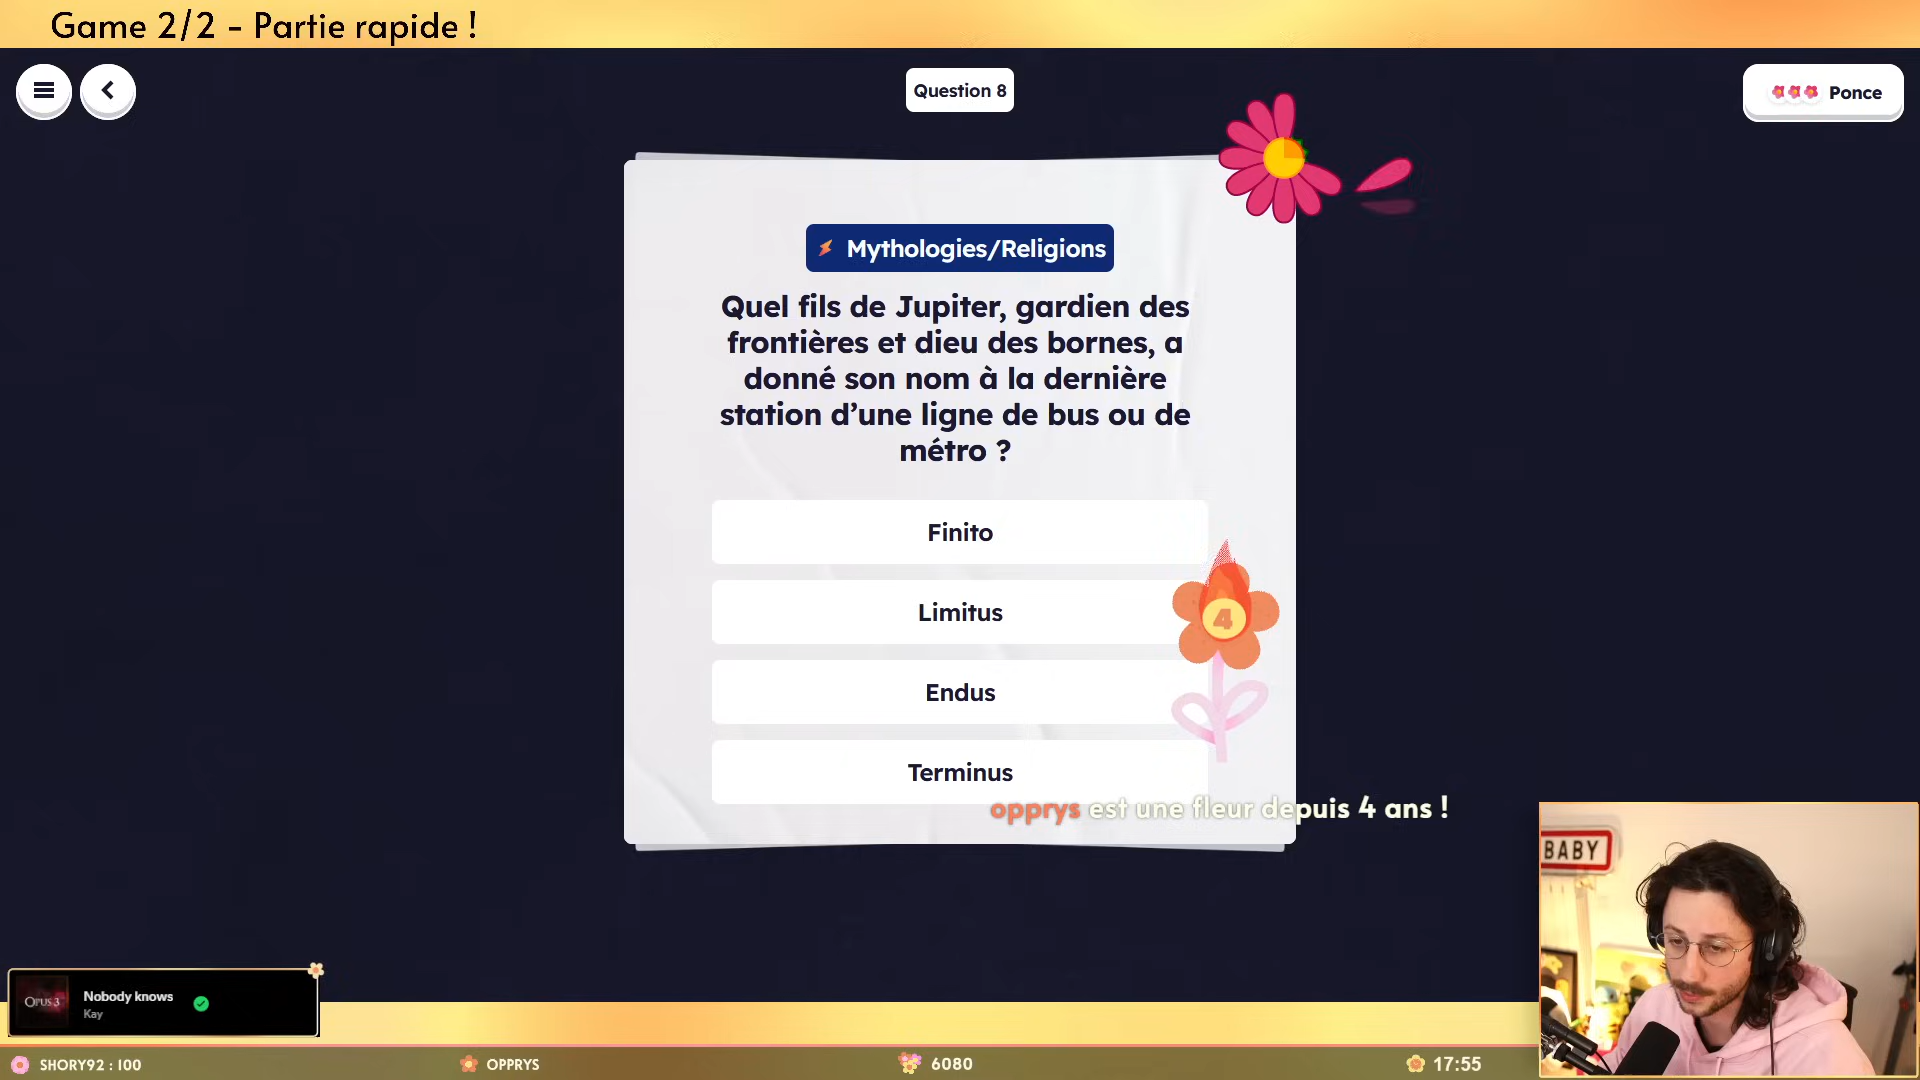 Game 2/2 - Partie rapide !
Question 8
Ponce
Mythologies/Religions
Quel fils de Jupiter, gardien des
frontières et dieu des bornes, a
donné son nom à la dernière
station d’une ligne de bus ou de
métro ?
Finito
Limitus
4
Endus
Terminus
opprys est une fleur depuis 4 ans !
BABY
OPUS 3
Nobody knows
Kay
SHORY92 : 100
OPPRYS
6080
17:55